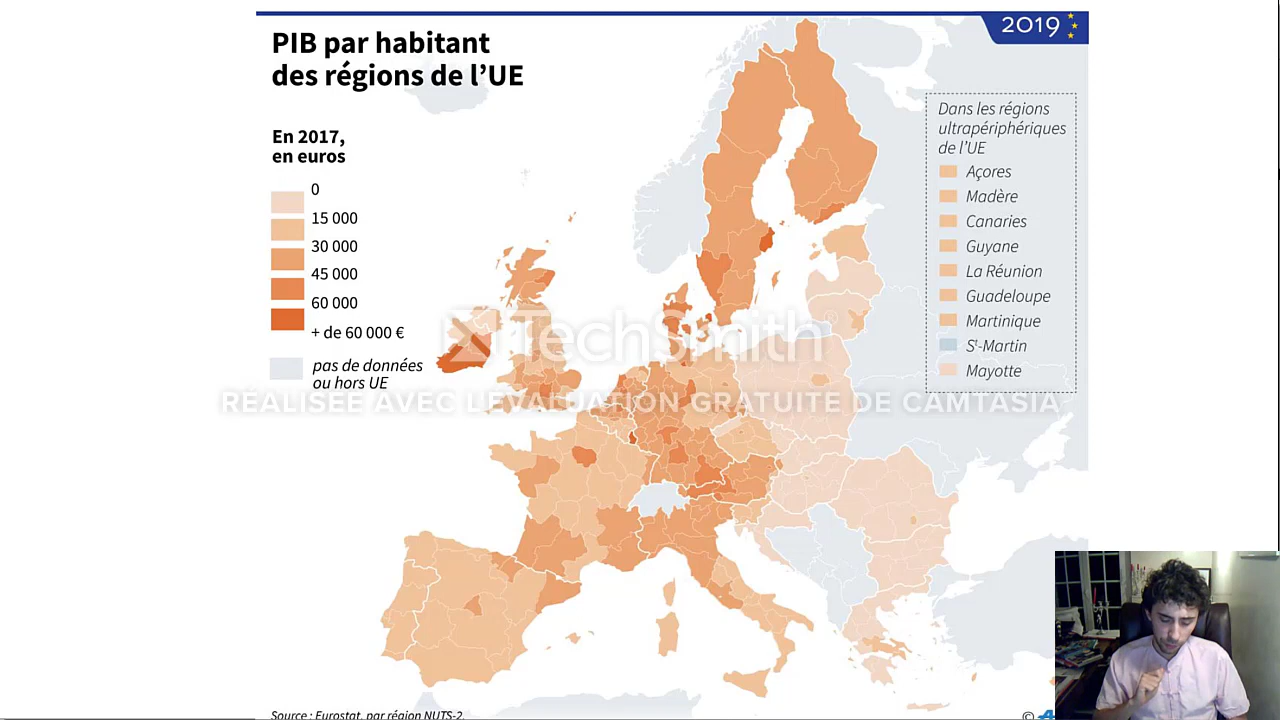 2019
PIB par habitant
des régions de l’UE
En 2017,
en euros
0
15 000
30 000
45 000
60 000
+ de 60 000 €
pas de données
ou hors UE
Dans les régions
ultrapériphériques
de l’UE
Açores
Madère
Canaries
Guyane
La Réunion
Guadeloupe
Martinique
St-Martin
Mayotte
TechSmith
RÉALISÉE AVEC L'ÉVALUATION GRATUITE DE CAMTASIA
Source : Eurostat, par région NUTS-2.
©